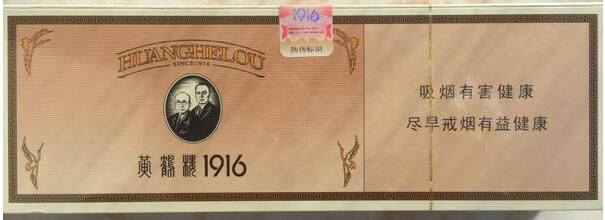 1916
防伪标识
HUANGHELOU
SINCE1916
黄鹤楼1916
吸烟有害健康
尽早戒烟有益健康